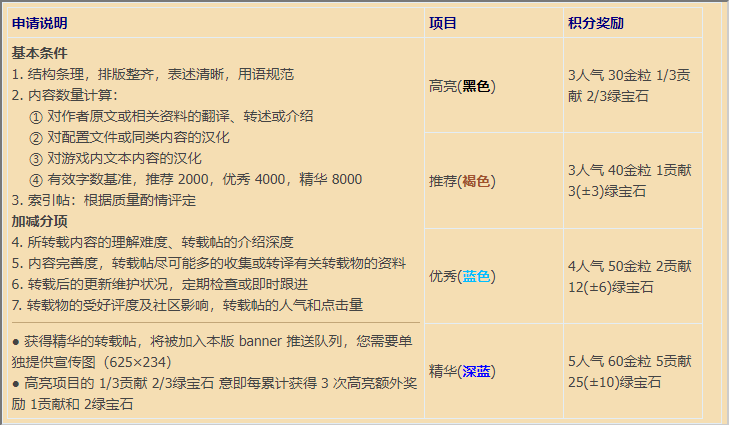 申请说明
项目
积分奖励
基本条件
1. 结构条理，排版整齐，表述清晰，用语规范
2. 内容数量计算：
① 对作者原文或相关资料的翻译、转述或介绍
② 对配置文件或同类内容的汉化
③ 对游戏内文本内容的汉化
④ 有效字数基准，推荐 2000，优秀 4000，精华 8000
3. 索引帖：根据质量酌情评定
加减分项
4. 所转载内容的理解难度、转载帖的介绍深度
5. 内容完善度，转载帖尽可能多的收集或转译有关转载物的资料
6. 转载后的更新维护状况，定期检查或即时跟进
7. 转载物的受好评度及社区影响，转载帖的人气和点击量
● 获得精华的转载帖，将被加入本版 banner 推送队列，您需要单
独提供宣传图（625×234）
● 高亮项目的 1/3贡献 2/3绿宝石 意即每累计获得 3 次高亮额外奖
励 1贡献和 2绿宝石
高亮(黑色)
3人气 30金粒 1/3贡
献 2/3绿宝石
推荐(褐色)
3人气 40金粒 1贡献
3(±3)绿宝石
优秀(蓝色)
4人气 50金粒 2贡献
12(±6)绿宝石
精华(深蓝)
5人气 60金粒 5贡献
25(±10)绿宝石